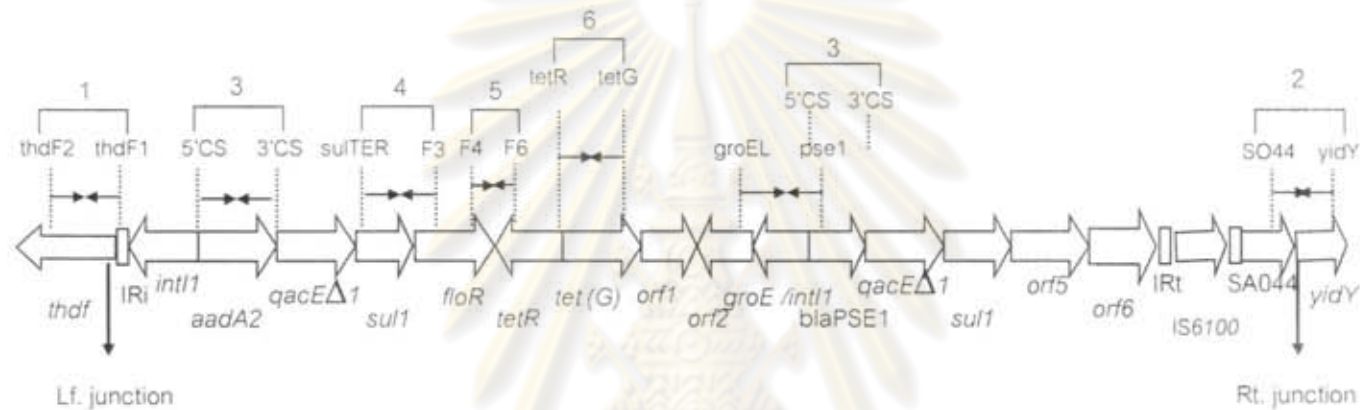 6
tetR tetG
3
5'CS 3'CS
1 3 4 5 2
thdF2 thdF1 5'CS 3'CS sulTER F3 F4 F6 groEL pse1 SO44 yidY
thdf IRi intI1 aadA2 qacEΔ1 sul1 floR tetR tet (G) orf1 orf2 groE /intI1 blaPSE1 qacEΔ1 sul1 orf5 orf6 IRt IS6100 SA044 yidY
Lf. junction Rt. junction